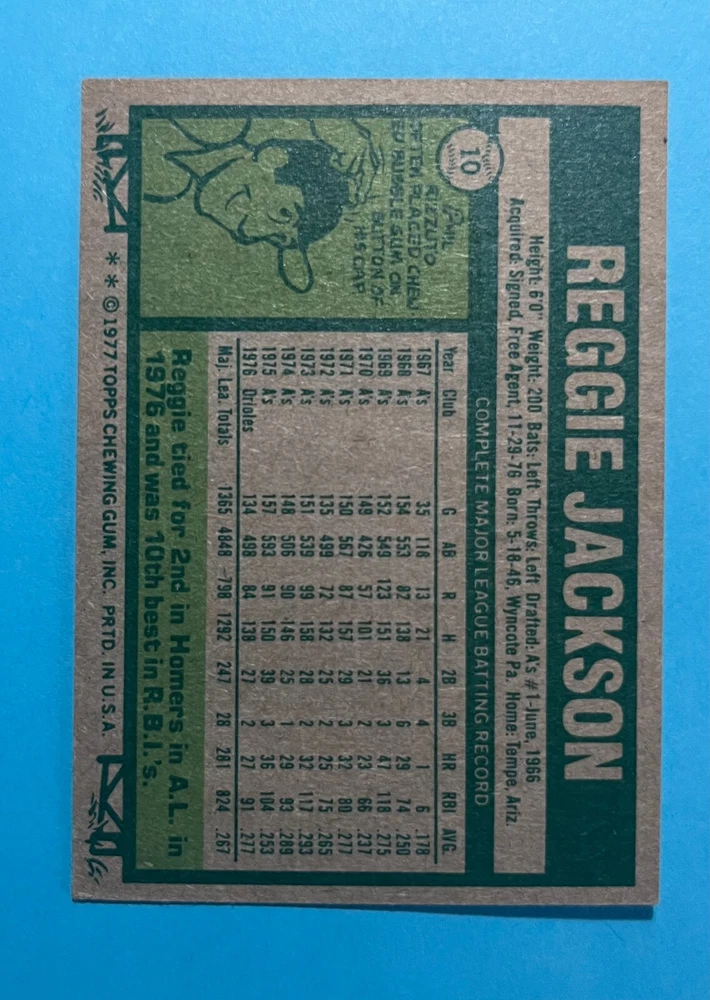 REGGIE JACKSON
10
Height: 6'0" Weight: 200 Bats: Left Throws: Left Drafted: A's #1-June, 1966
Acquired: Signed, Free Agent, 11-29-76 Born: 5-18-46, Wyncote Pa. Home: Tempe, Ariz.
COMPLETE MAJOR LEAGUE BATTING RECORD
PHIL
RIZZUTO
OFTEN PLACED CHEW
ED BUBBLE GUM ON
BUTTON OF
HIS CAP
Year Club G AB R H 2B 3B HR RBI AVG.
1967 A's 35 118 13 21 4 4 1 6 .178
1968 A's 154 553 82 138 13 6 29 74 .250
1969 A's 152 549 123 151 36 3 47 118 .275
1970 A's 149 426 57 101 21 2 23 66 .237
1971 A's 150 567 87 157 29 3 32 80 .277
1972 A's 135 499 72 132 25 2 25 75 .265
1973 A's 151 539 99 158 28 2 32 117 .293
1974 A's 148 506 90 146 25 1 29 93 .289
1975 A's 157 593 91 150 39 3 36 104 .253
1976 Orioles 134 498 84 138 27 2 27 91 .277
Maj. Lea. Totals 1365 4848 798 1292 247 28 281 824 .267
Reggie tied for 2nd in Homers in A.L. in
1976 and was 10th best in R.B.I.'s.
* * © 1977 TOPPS CHEWING GUM, INC. PRTD. IN U.S.A.